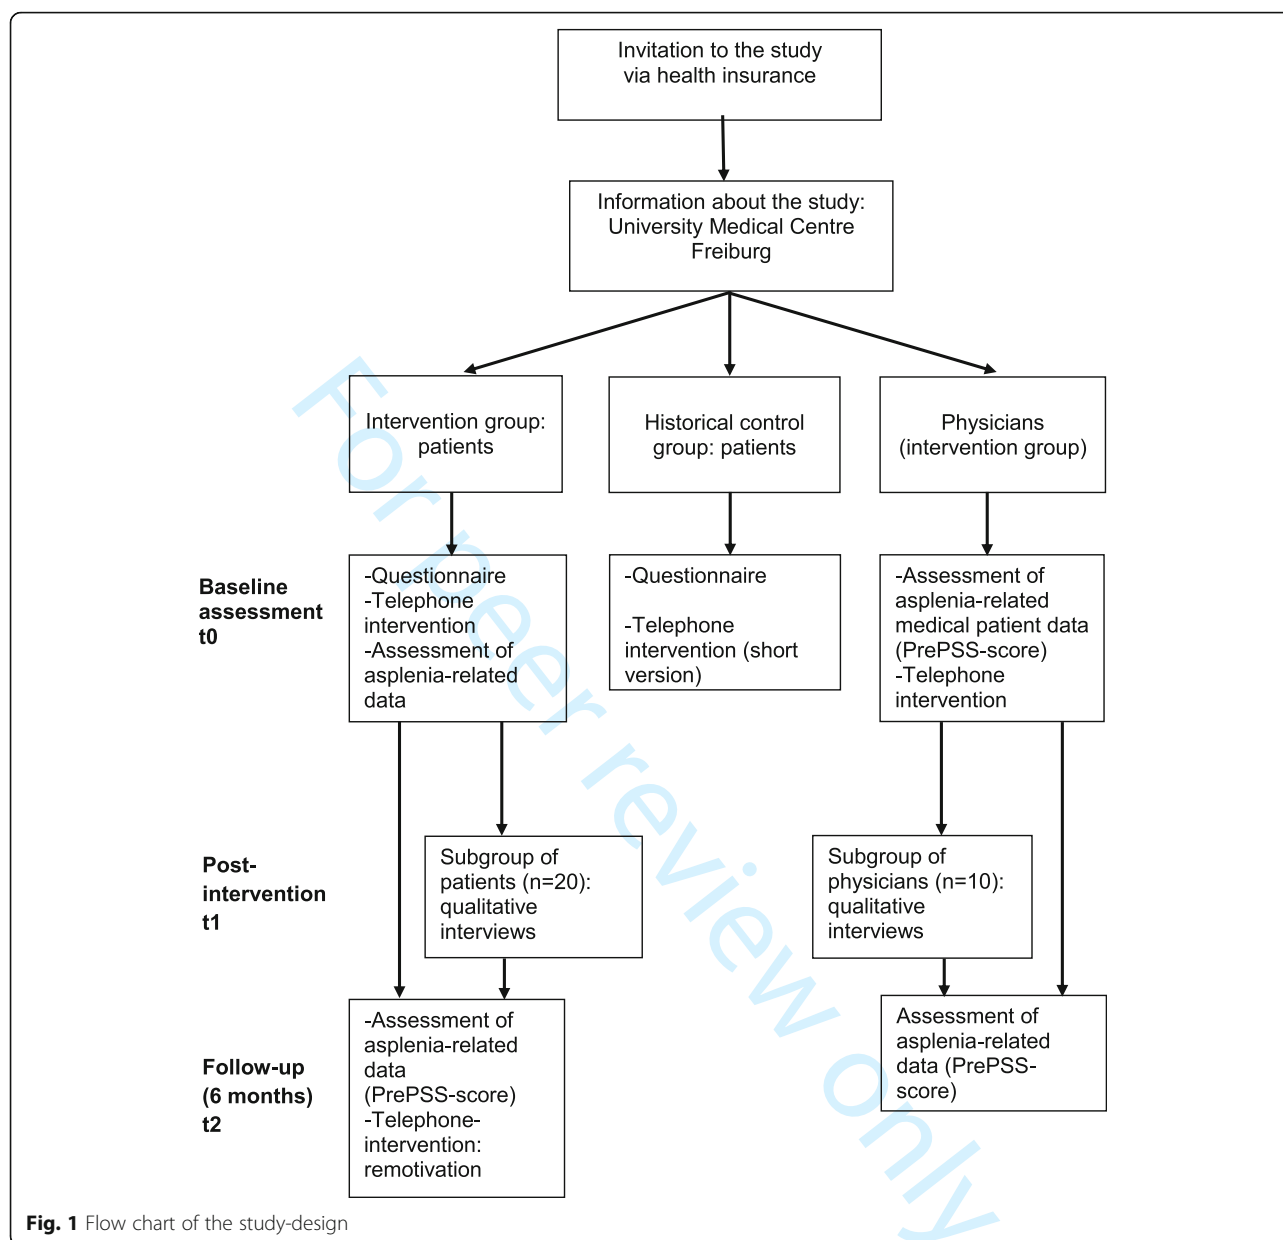 Invitation to the study
via health insurance
Information about the study:
University Medical Centre
Freiburg
Intervention group:
patients
Historical control
group: patients
Physicians
(intervention group)
Baseline
assessment
t0
-Questionnaire
-Telephone
intervention
-Assessment of
asplenia-related
data
-Questionnaire
-Telephone
intervention (short
version)
-Assessment of
asplenia-related
medical patient data
(PrePSS-score)
-Telephone
intervention
Post-
intervention
t1
Subgroup of
patients (n=20):
qualitative
interviews
Subgroup of
physicians (n=10):
qualitative
interviews
Follow-up
(6 months)
t2
-Assessment of
asplenia-related
data
(PrePSS-score)
-Telephone-
intervention:
remotivation
Assessment of
asplenia-related
data (PrePSS-
score)
For peer review only
Fig. 1 Flow chart of the study-design